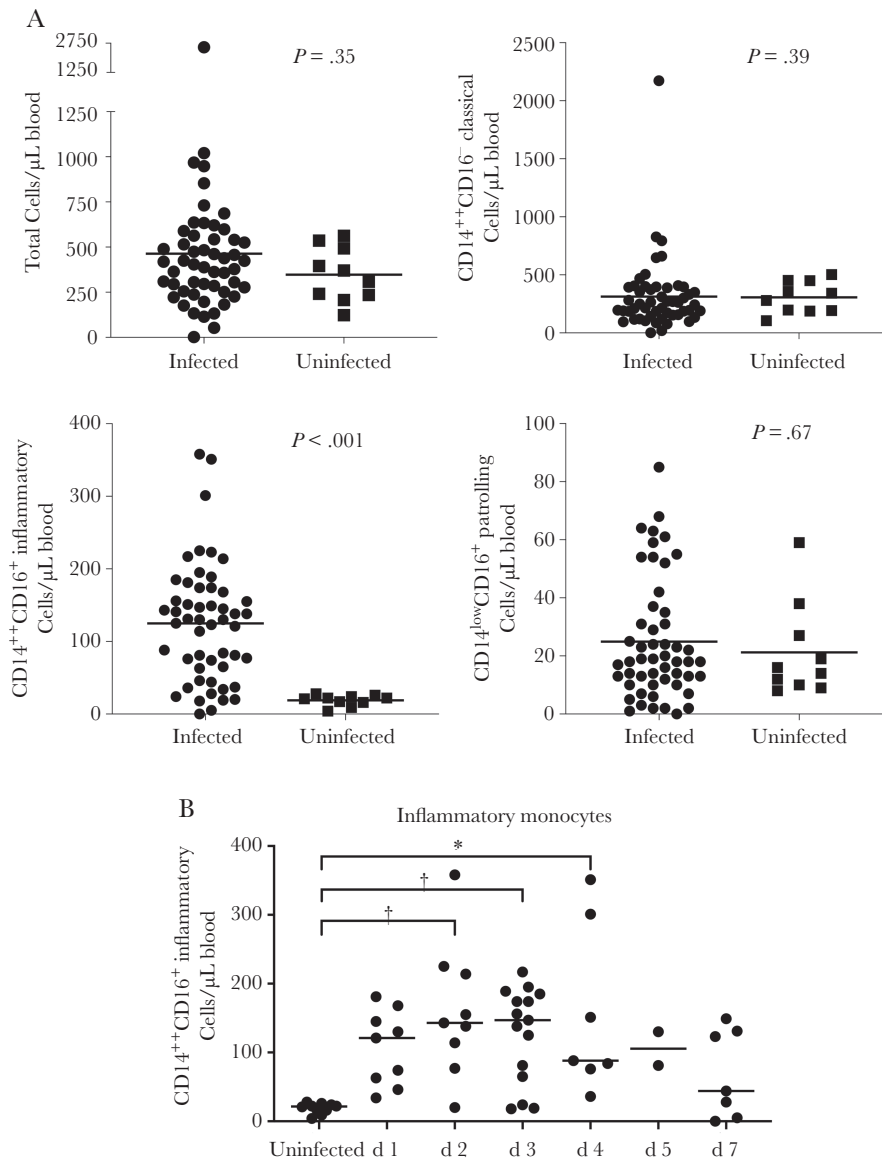 A
2750
1250
1250
1000
750
500
250
0
Total Cells/μL blood
P = .35
Infected Uninfected
2500
2000
1500
1000
500
0
CD14++CD16− classical
Cells/μL blood
P = .39
Infected Uninfected
400
300
200
100
0
CD14++CD16+ inflammatory
Cells/μL blood
P < .001
Infected Uninfected
100
80
60
40
20
0
CD14lowCD16+ patrolling
Cells/μL blood
P = .67
Infected Uninfected
B
Inflammatory monocytes
400
300
200
100
0
CD14++CD16+ inflammatory
Cells/μL blood
*
†
†
Uninfected d 1 d 2 d 3 d 4 d 5 d 7